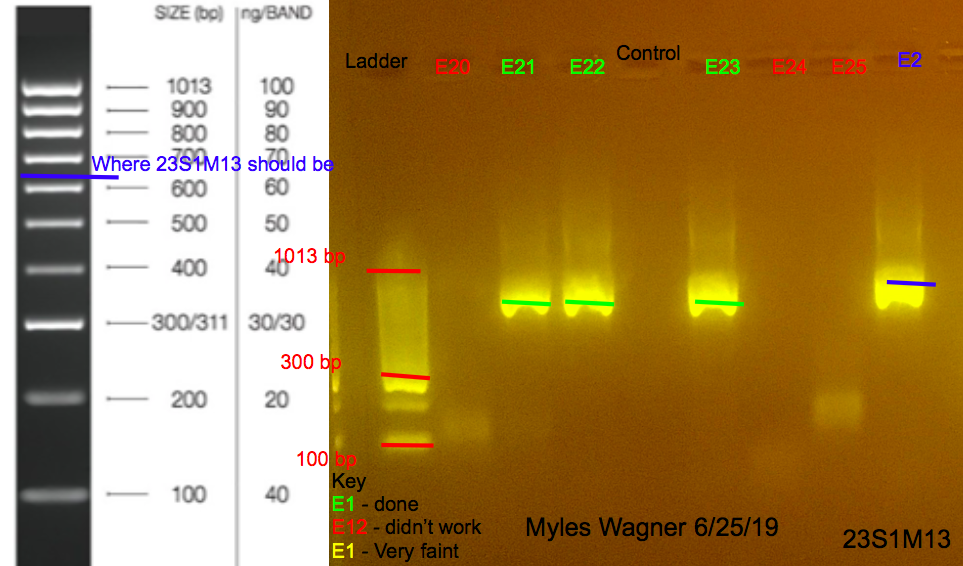 SIZE (bp) ng/BAND
1013 100
900 90
800 80
700 70
Where 23S1M13 should be
600 60
500 50
400 40
300/311 30/30
200 20
100 40
Ladder E20 E21 E22 Control E23 E24 E25 E2
1013 bp
300 bp
100 bp
Key
E1 - done
E12 - didn't work
E1 - Very faint
Myles Wagner 6/25/19
23S1M13